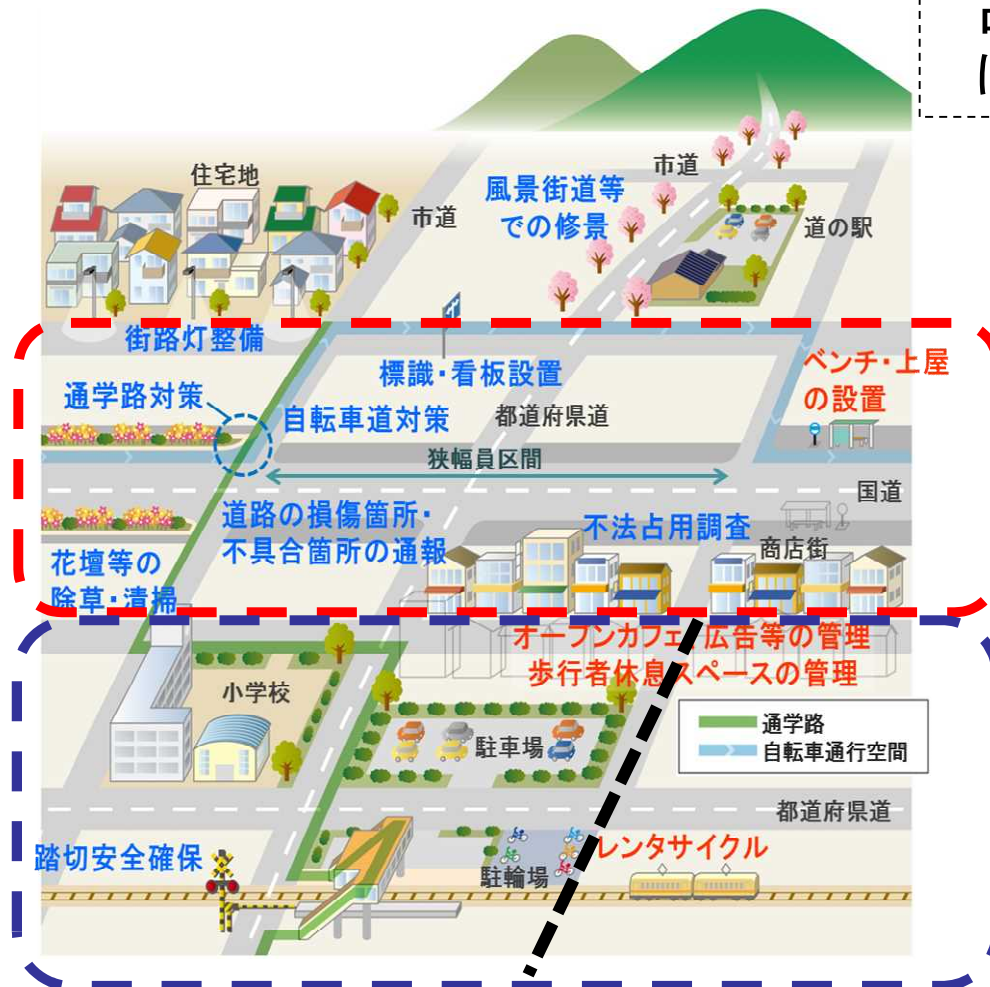 住宅地
市道
風景街道等
での修景
市道
道の駅
街路灯整備
標識・看板設置
ベンチ・上屋
の設置
通学路対策
自転車道対策
都道府県道
狭幅員区間
国道
道路の損傷箇所・
不具合箇所の通報
不法占用調査
商店街
花壇等の
除草・清掃
オープンカフェ、広告等の管理
歩行者休息スペースの管理
小学校
通学路
自転車通行空間
駐車場
都道府県道
踏切安全確保
駐輪場
レンタサイクル